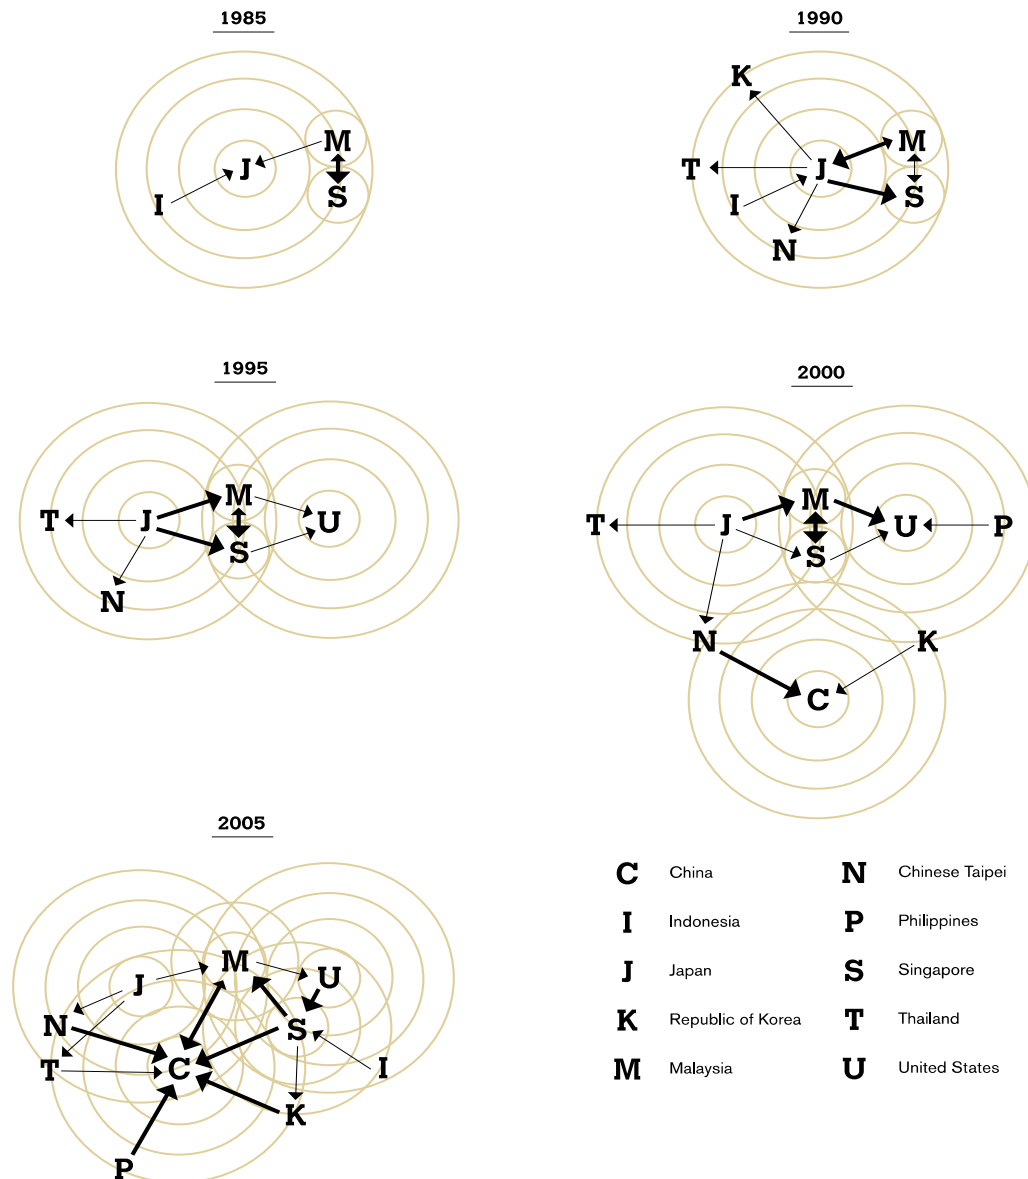 1985
M
J
S
I
1990
K
M
T
J
I
S
N
1995
M
T
J
U
S
N
2000
M
T
J
U
P
S
N
K
C
2005
M
J
U
N
S
T
C
I
K
P
C China
N Chinese Taipei
I Indonesia
P Philippines
J Japan
S Singapore
K Republic of Korea
T Thailand
M Malaysia
U United States